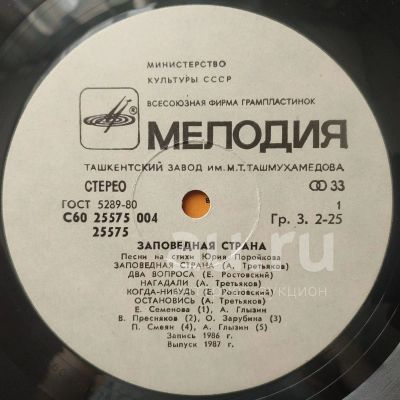 МИНИСТЕРСТВО
КУЛЬТУРЫ СССР
ВСЕСОЮЗНАЯ ФИРМА ГРАМПЛАСТИНОК
МЕЛОДИЯ
ТАШКЕНТСКИЙ ЗАВОД ИМ. М.Т. ТАШМУХАМЕДОВА
СТЕРЕО 33
ГОСТ 5289-80 1
С60 25575 004 Гр. 3. 2-25
25575
ЗАПОВЕДНАЯ СТРАНА
Песни на стихи Юрия Поройкова
ЗАПОВЕДНАЯ СТРАНА (А. Третьяков)
ДВА ВОПРОСА (Е. Ростовский)
НАГАДАЛИ (А. Третьяков)
КОГДА-НИБУДЬ (Е. Ростовский)
ОСТАНОВИСЬ (А. Третьяков)
Е. Семенова (1) А. Глызин
В. Пресняков (2) О. Зарубина (3)
П. Смеян (4) А. Глызин (5)
Запись 1986 г.
Выпуск 1987 г.